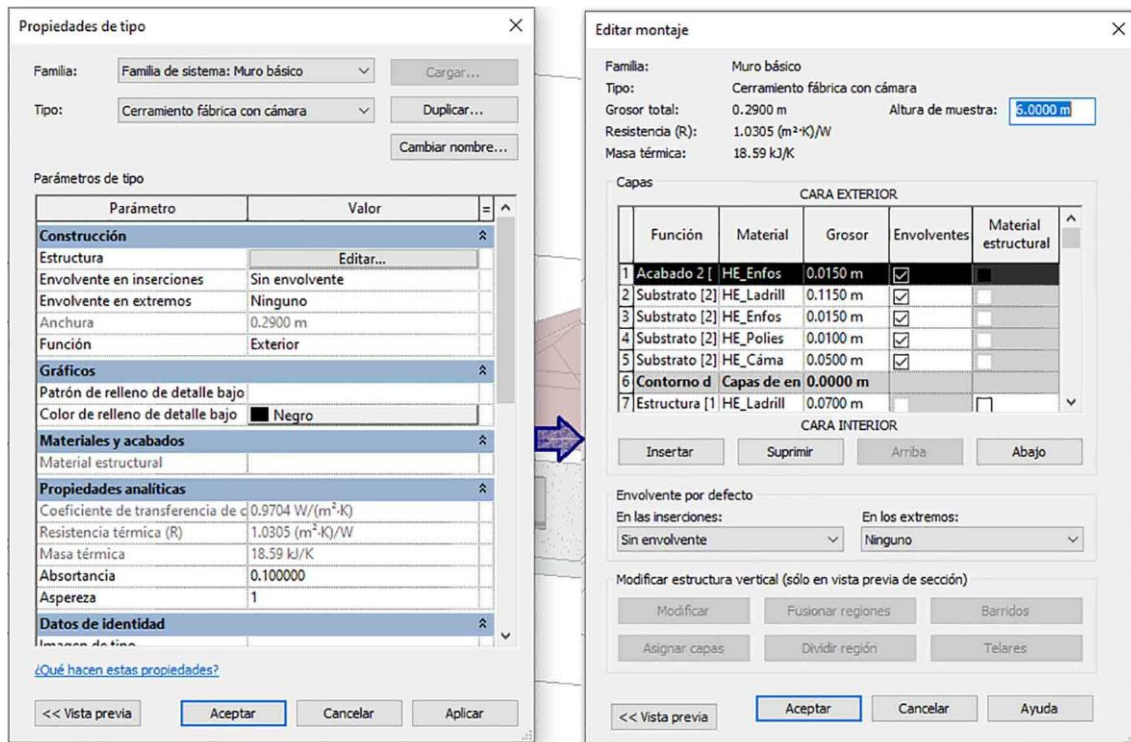 Propiedades de tipo
Familia: Familia de sistema: Muro básico Cargar...
Tipo: Cerramiento fábrica con cámara Duplicar...
Cambiar nombre...
Parámetros de tipo
Parámetro Valor =
Construcción
Estructura Editar...
Envolvente en inserciones Sin envolvente
Envolvente en extremos Ninguno
Anchura 0.2900 m
Función Exterior
Gráficos
Patrón de relleno de detalle bajo
Color de relleno de detalle bajo Negro
Materiales y acabados
Material estructural
Propiedades analíticas
Coeficiente de transferencia de c 0.9704 W/(m²·K)
Resistencia térmica (R) 1.0305 (m²·K)/W
Masa térmica 18.59 kJ/K
Absortancia 0.100000
Aspereza 1
Datos de identidad
Imagen de tipo
¿Qué hacen estas propiedades?
<< Vista previa Aceptar Cancelar Aplicar
Editar montaje
Familia: Muro básico
Tipo: Cerramiento fábrica con cámara
Grosor total: 0.2900 m Altura de muestra: 6.0000 m
Resistencia (R): 1.0305 (m²·K)/W
Masa térmica: 18.59 kJ/K
Capas
CARA EXTERIOR
Función Material Grosor Envolventes Material estructural
1 Acabado 2 [ HE_Enfos 0.0150 m
2 Substrato [2] HE_Ladrill 0.1150 m
3 Substrato [2] HE_Enfos 0.0150 m
4 Substrato [2] HE_Polies 0.0100 m
5 Substrato [2] HE_Cáma 0.0500 m
6 Contorno d Capas de en 0.0000 m
7 Estructura [1 HE_Ladrill 0.0700 m
CARA INTERIOR
Insertar Suprimir Arriba Abajo
Envolvente por defecto
En las inserciones: En los extremos:
Sin envolvente Ninguno
Modificar estructura vertical (sólo en vista previa de sección)
Modificar Fusionar regiones Barridos
Asignar capas Dividir región Telares
<< Vista previa Aceptar Cancelar Ayuda